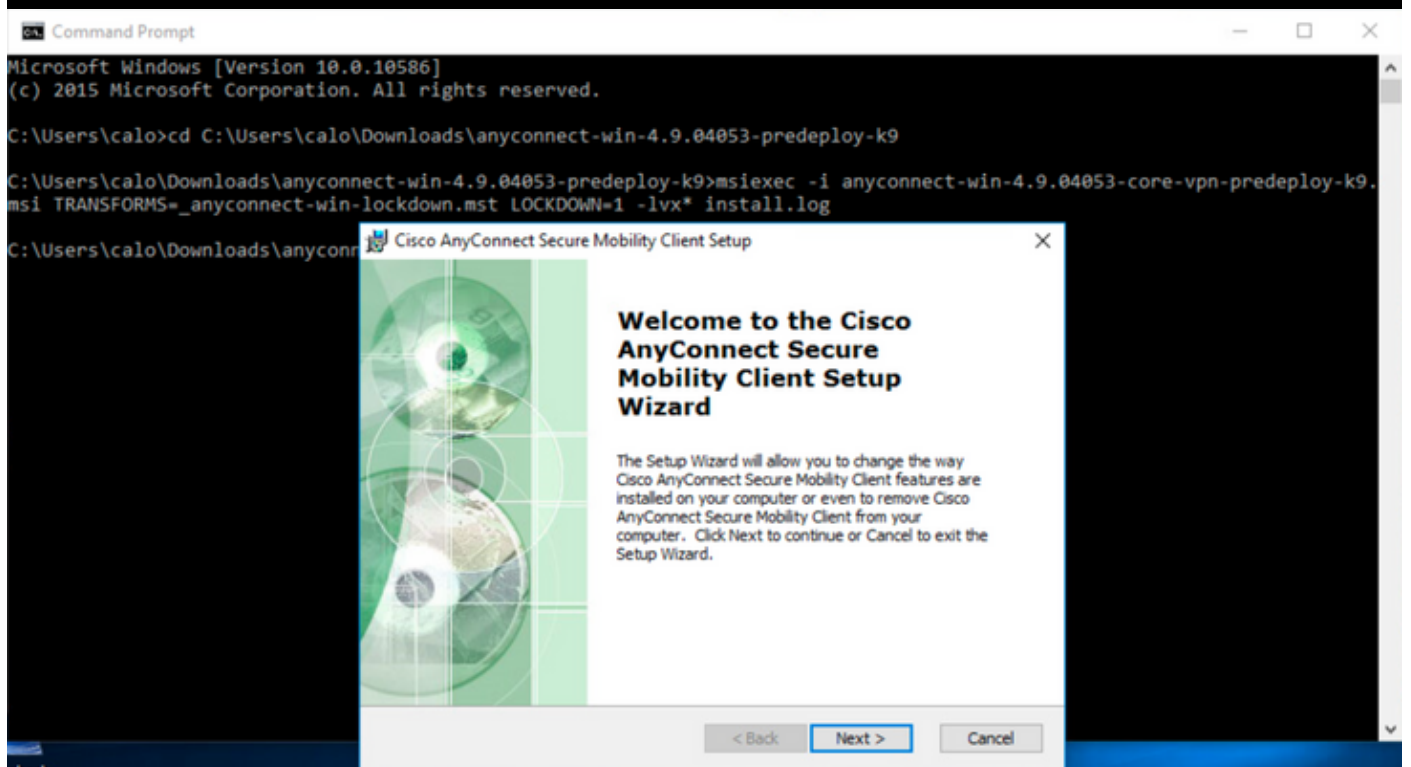 Command Prompt
Microsoft Windows [Version 10.0.10586]
(c) 2015 Microsoft Corporation. All rights reserved.
C:\Users\calo>cd C:\Users\calo\Downloads\anyconnect-win-4.9.04053-predeploy-k9
C:\Users\calo\Downloads\anyconnect-win-4.9.04053-predeploy-k9>msiexec -i anyconnect-win-4.9.04053-core-vpn-predeploy-k9.
msi TRANSFORMS=_anyconnect-win-lockdown.mst LOCKDOWN=1 -lvx* install.log
C:\Users\calo\Downloads\anyconr
Cisco AnyConnect Secure Mobility Client Setup
Welcome to the Cisco
AnyConnect Secure
Mobility Client Setup
Wizard
The Setup Wizard will allow you to change the way
Cisco AnyConnect Secure Mobility Client features are
installed on your computer or even to remove Cisco
AnyConnect Secure Mobility Client from your
computer. Click Next to continue or Cancel to exit the
Setup Wizard.
< Back
Next >
Cancel